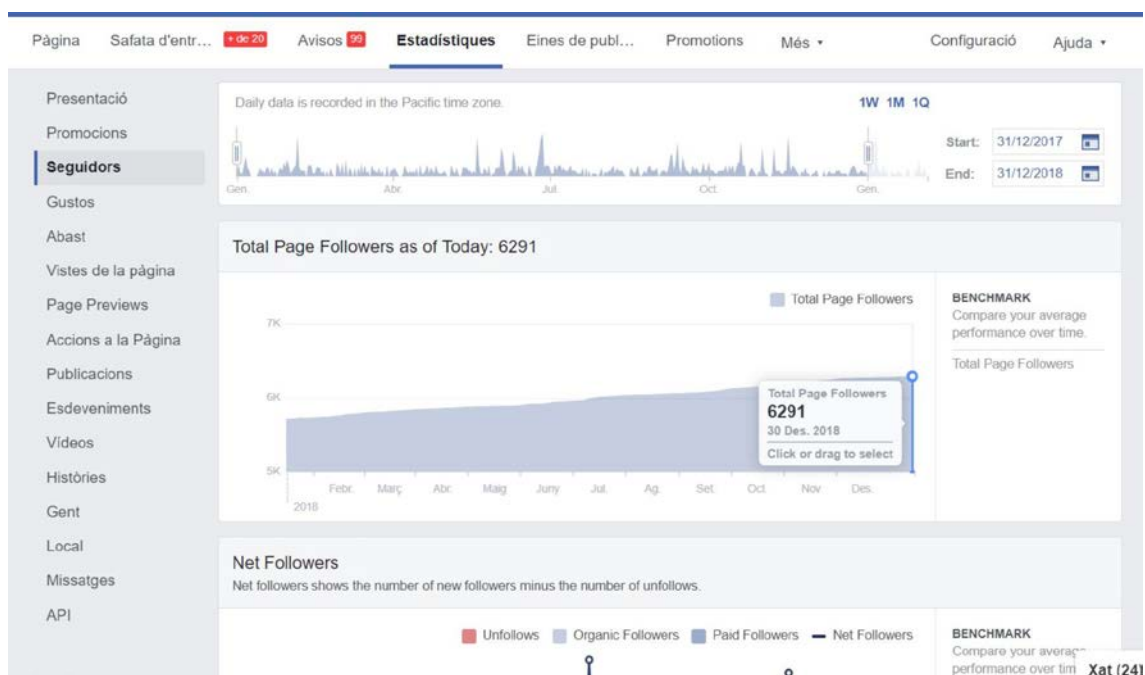 Pàgina Safata d'entr... + de 20 Avisos 99 Estadístiques Eines de publ... Promotions Més Configuració Ajuda
Presentació
Promocions
Seguidors
Gustos
Abast
Vistes de la pàgina
Page Previews
Accions a la Pàgina
Publicacions
Esdeveniments
Vídeos
Històries
Gent
Local
Missatges
API
Daily data is recorded in the Pacific time zone.
1W 1M 1Q
Start: 31/12/2017
End: 31/12/2018
Gen. Abr. Jul. Oct. Gen.
Total Page Followers as of Today: 6291
Total Page Followers
7K
6K
5K
Febr. Març Abr. Maig Juny Jul. Ag. Set. Oct. Nov Des.
2018
Total Page Followers
6291
30 Des. 2018
Click or drag to select
BENCHMARK
Compare your average
performance over time.
Total Page Followers
Net Followers
Net followers shows the number of new followers minus the number of unfollows.
Unfollows Organic Followers Paid Followers Net Followers
BENCHMARK
Compare your average
performance over tim
Xat (24)